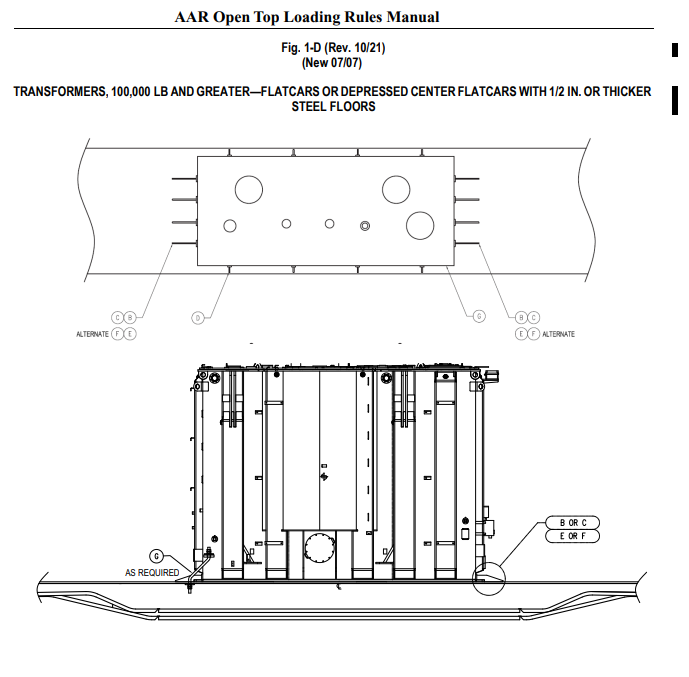 AAR Open Top Loading Rules Manual
Fig. 1-D (Rev. 10/21)
(New 07/07)
TRANSFORMERS, 100,000 LB AND GREATER—FLATCARS OR DEPRESSED CENTER FLATCARS WITH 1/2 IN. OR THICKER
STEEL FLOORS
C B D G B C
ALTERNATE F E E F ALTERNATE
B OR C
E OR F
G
AS REQUIRED